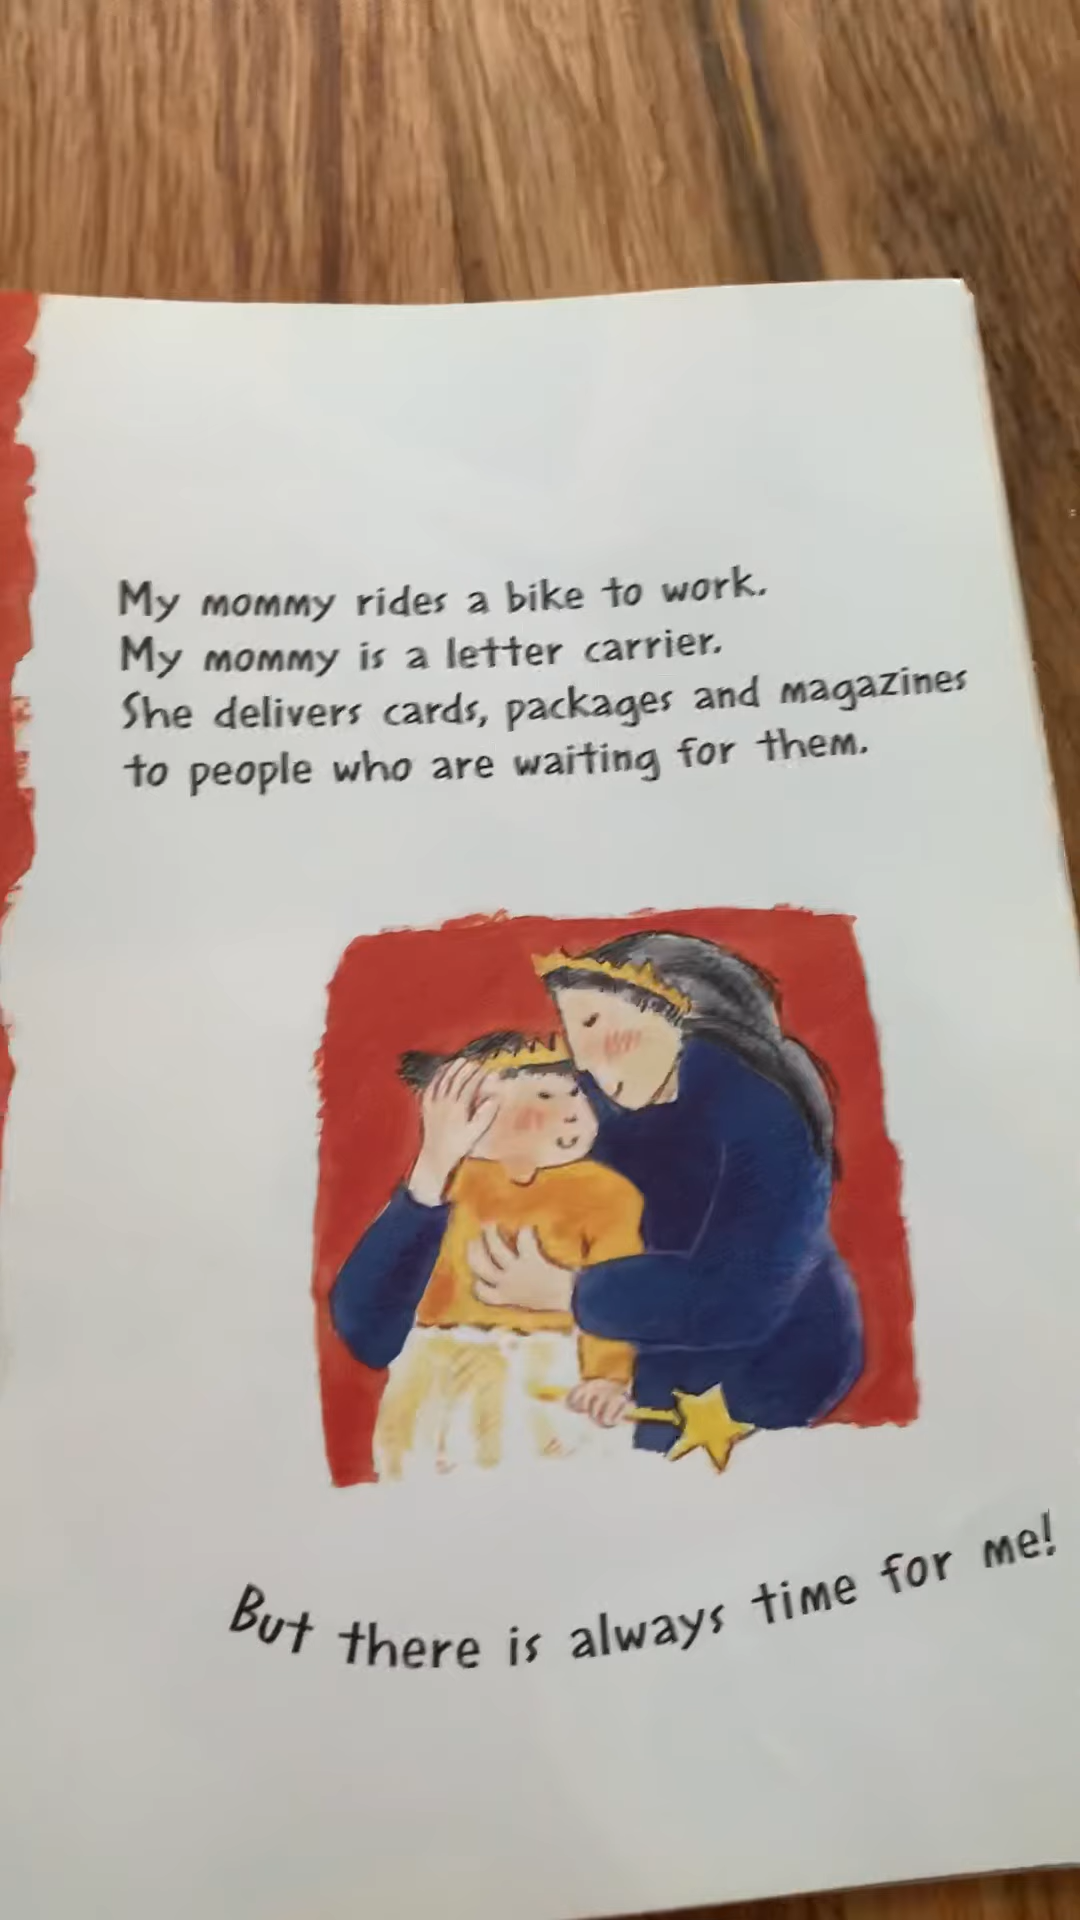 My mommy rides a bike to work.
My mommy is a letter carrier.
She delivers cards, packages and magazines
to people who are waiting for them.
But there is always time for me!